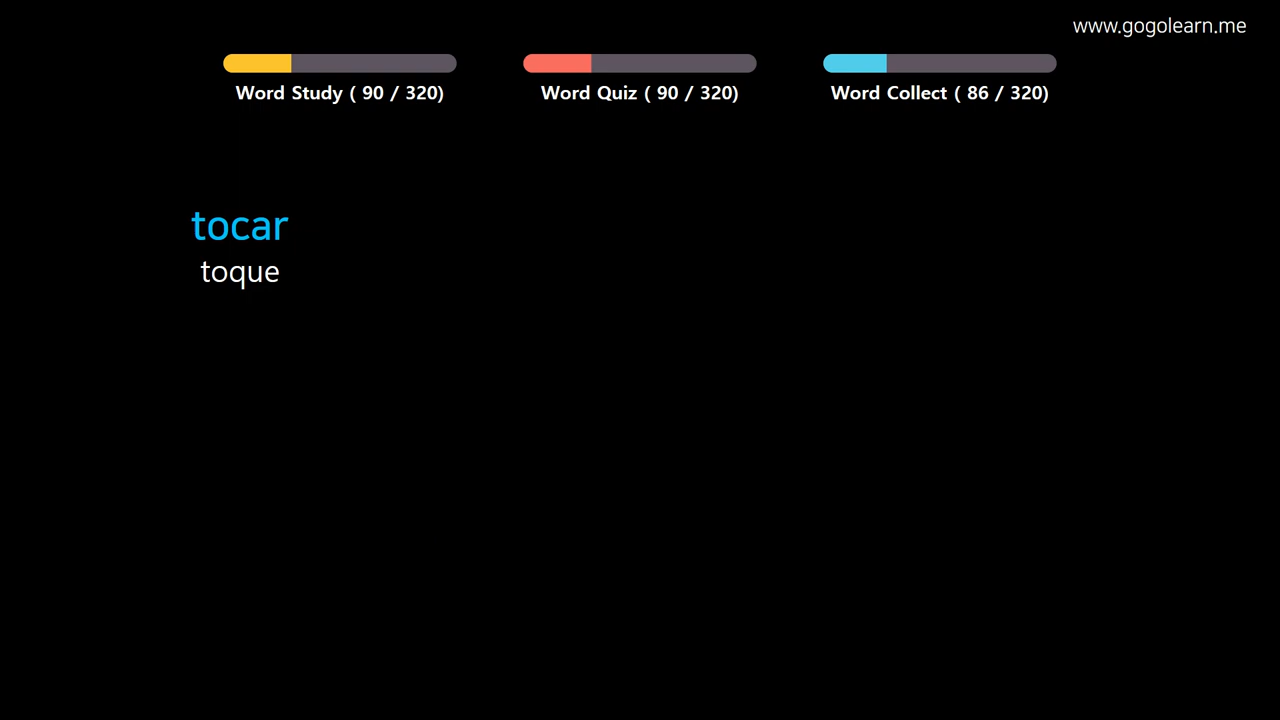 www.gogolearn.me
Word Study ( 90 / 320)
Word Quiz ( 90 / 320)
Word Collect ( 86 / 320)
tocar
toque